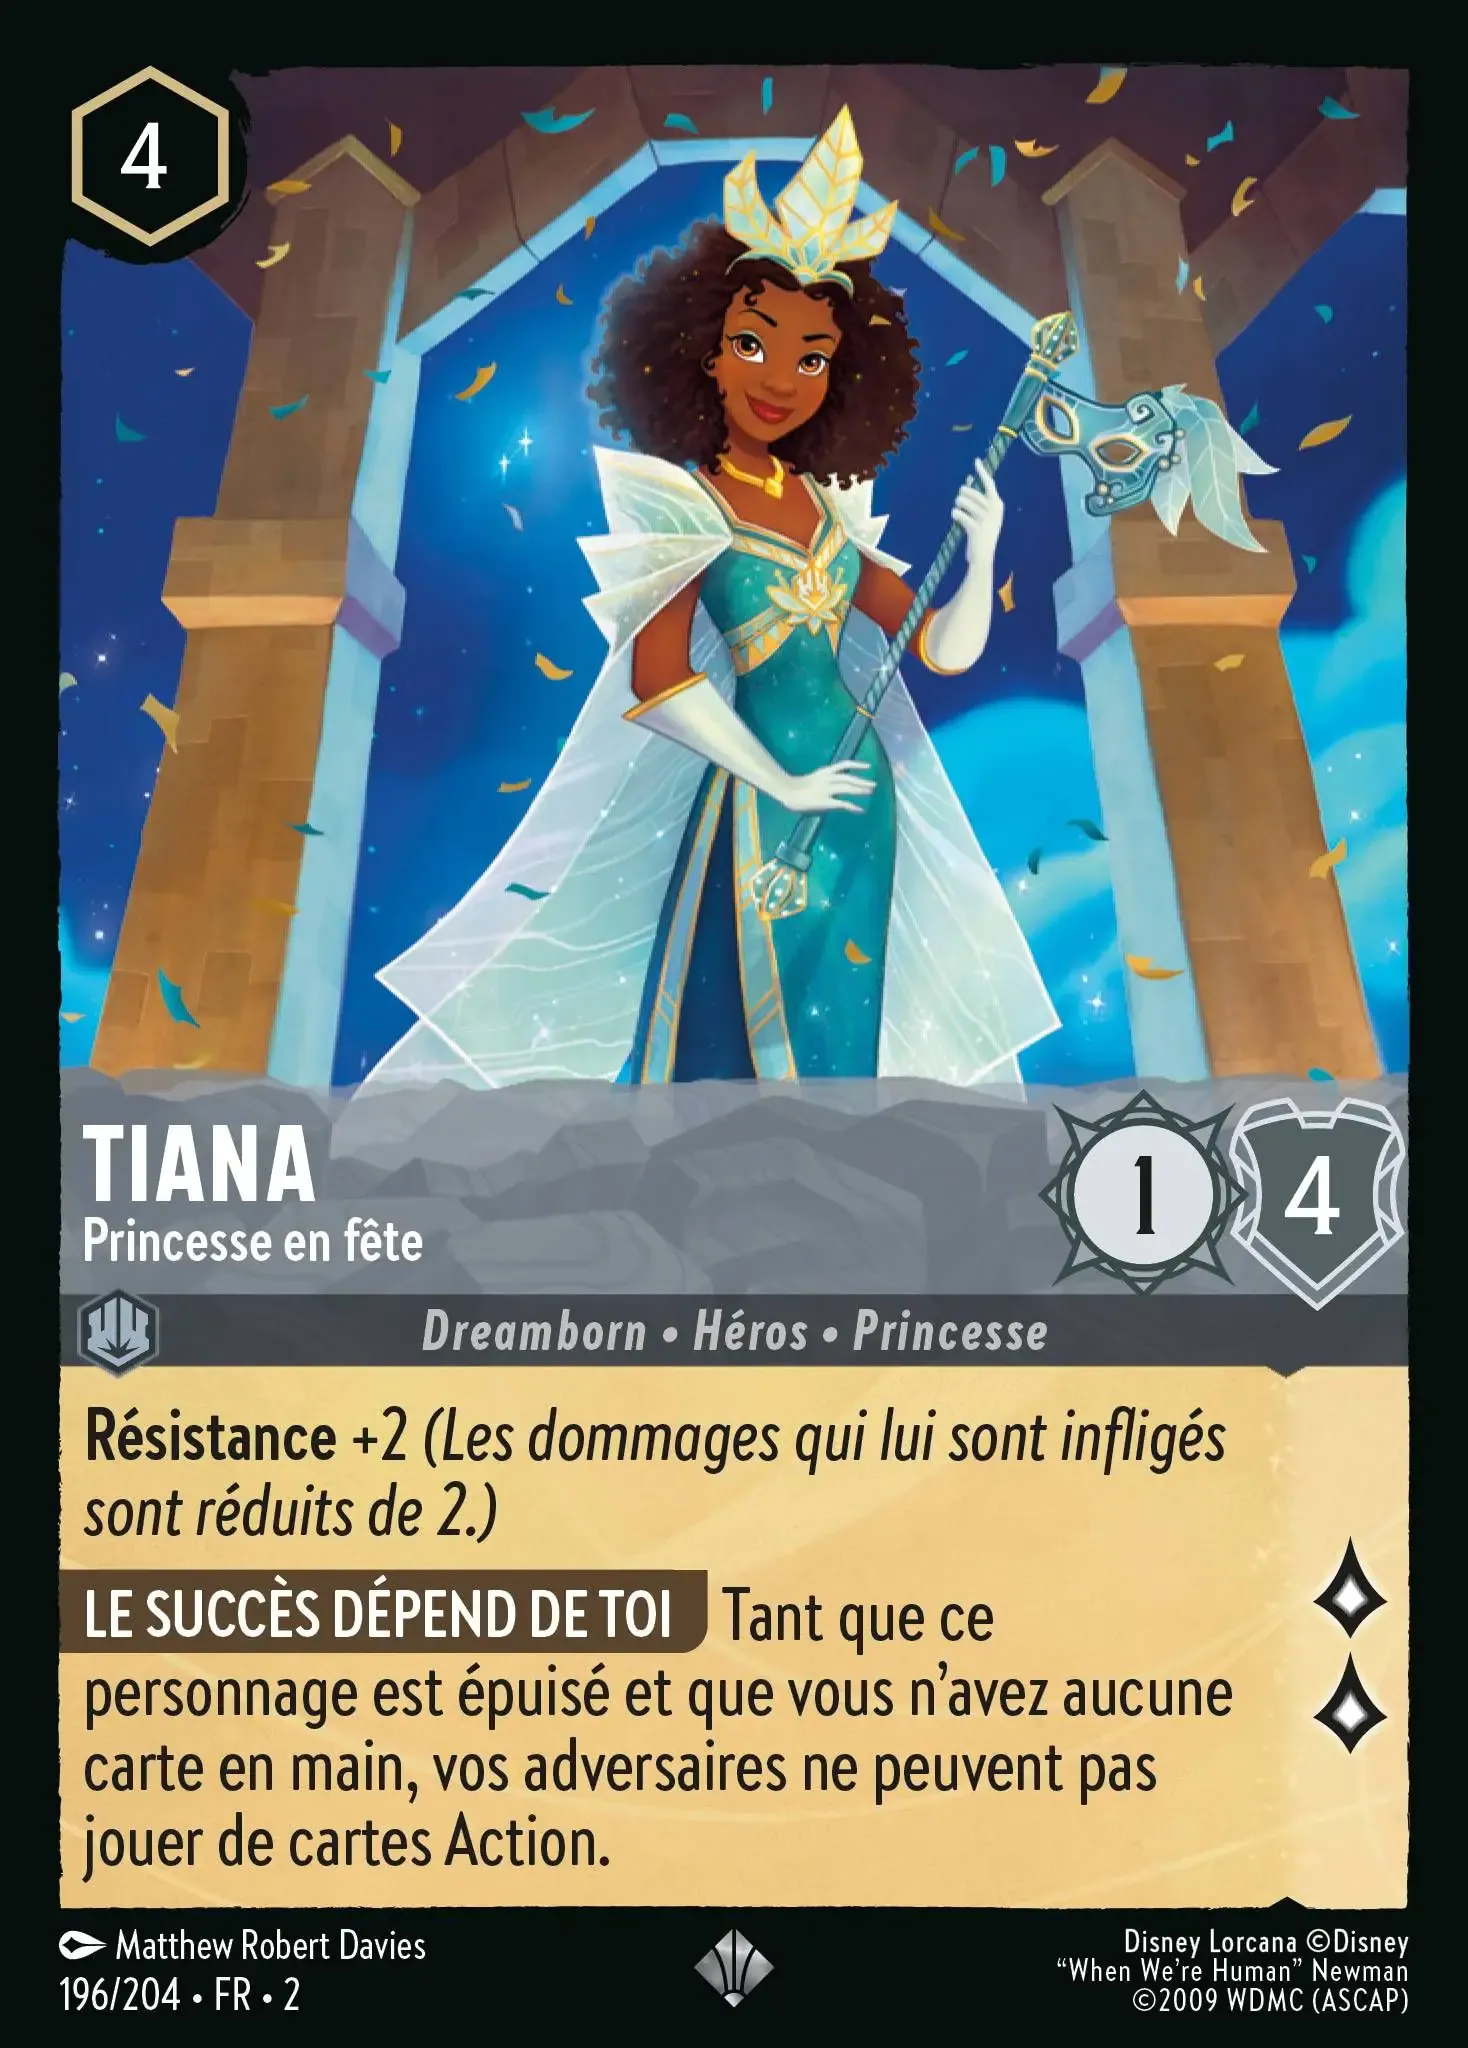 4
TIANA
Princesse en fête
1
4
Dreamborn • Héros • Princesse
Résistance +2 (Les dommages qui lui sont infligés
sont réduits de 2.)
LE SUCCÈS DÉPEND DE TOI Tant que ce
personnage est épuisé et que vous n’avez aucune
carte en main, vos adversaires ne peuvent pas
jouer de cartes Action.
Matthew Robert Davies
196/204 • FR • 2
Disney Lorcana ©Disney
“When We’re Human” Newman
©2009 WDMC (ASCAP)